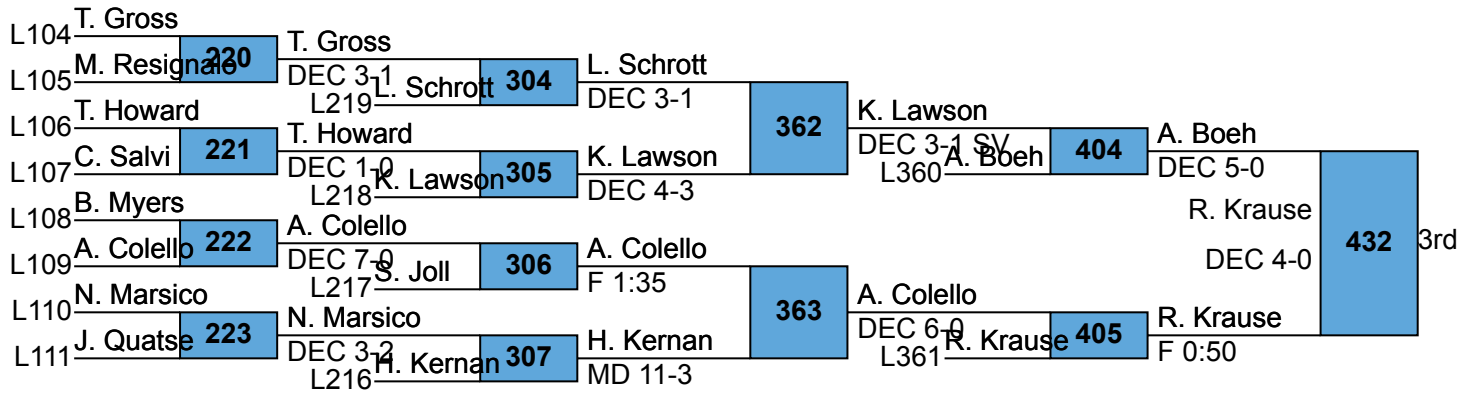 L104 T. Gross
L105 M. Resignalo
220
T. Gross
DEC 3-1
L219 L. Schrott
304
L. Schrott
DEC 3-1
L106 T. Howard
L107 C. Salvi
221
T. Howard
DEC 1-0
L218 K. Lawson
305
K. Lawson
DEC 4-3
362
K. Lawson
DEC 3-1 SV
L360 A. Boeh
404
A. Boeh
DEC 5-0
L108 B. Myers
L109 A. Colello
222
A. Colello
DEC 7-0
L217 S. Joll
306
A. Colello
F 1:35
L110 N. Marsico
L111 J. Quatse
223
N. Marsico
DEC 3-2
L216 H. Kernan
307
H. Kernan
MD 11-3
363
A. Colello
DEC 6-0
L361 R. Krause
405
R. Krause
F 0:50
R. Krause
DEC 4-0
432
3rd